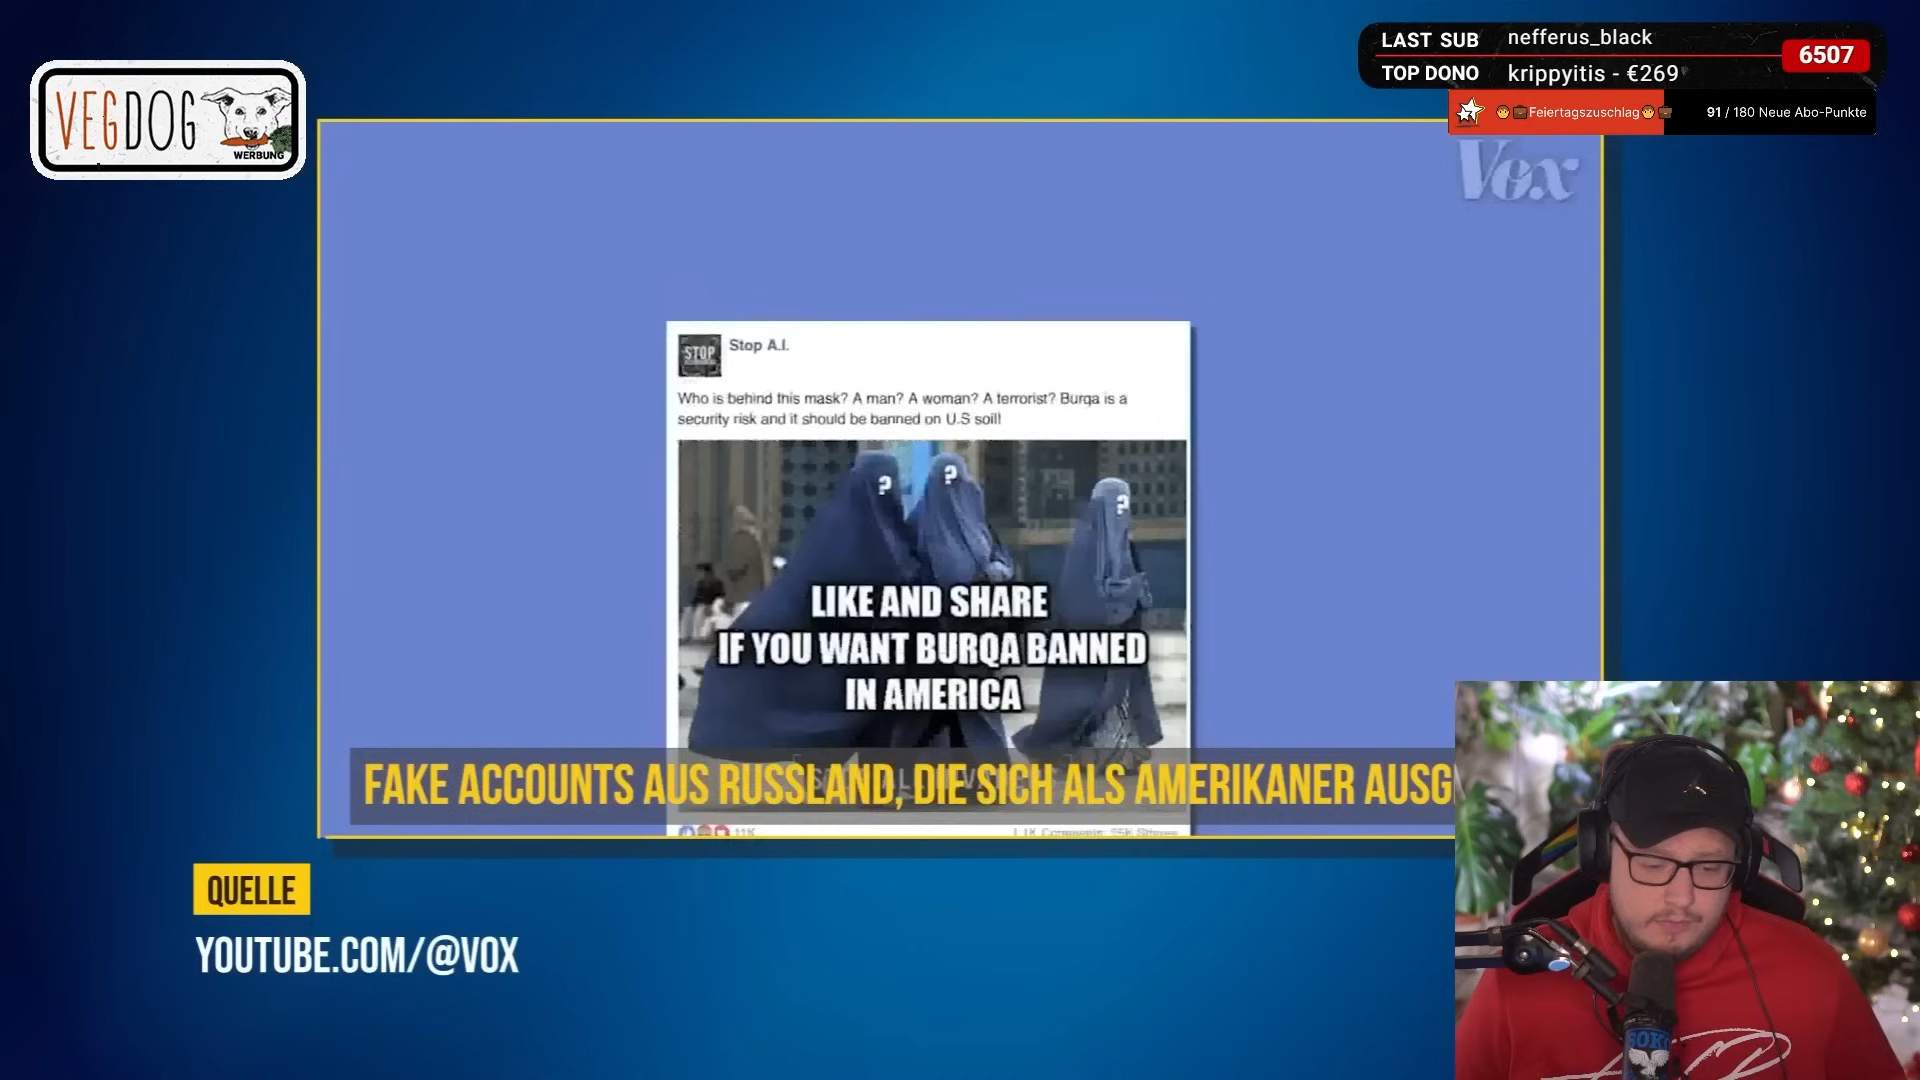 VEGDOG
WERBUNG
LAST SUB nefferus_black
TOP DONO krippyitis - €269
6507
Feiertagszuschlag
91 / 180 Neue Abo-Punkte
Vox
STOP
Stop A.I.
Who is behind this mask? A man? A woman? A terrorist? Burqa is a
security risk and it should be banned on U.S soil!
?
?
?
LIKE AND SHARE
IF YOU WANT BURQA BANNED
IN AMERICA
FAKE ACCOUNTS AUS RUSSLAND, DIE SICH ALS AMERIKANER AUSG
11K
QUELLE
YOUTUBE.COM/@VOX